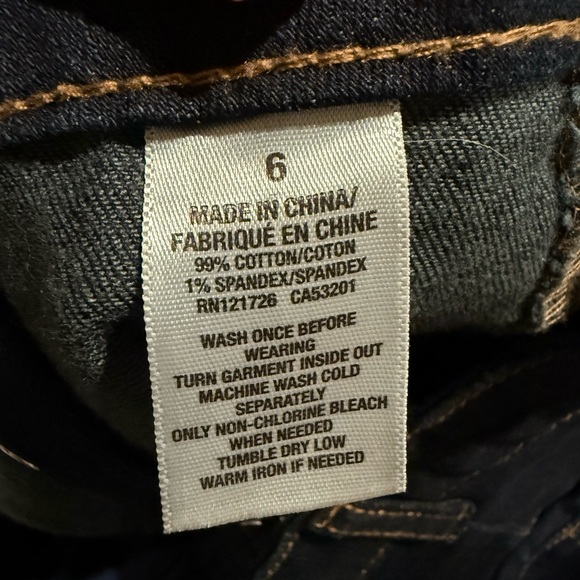 6
MADE IN CHINA/
FABRIQUÉ EN CHINE
99% COTTON/COTON
1% SPANDEX/SPANDEX
RN121726 CA53201
WASH ONCE BEFORE
WEARING
TURN GARMENT INSIDE OUT
MACHINE WASH COLD
SEPARATELY
ONLY NON-CHLORINE BLEACH
WHEN NEEDED
TUMBLE DRY LOW
WARM IRON IF NEEDED